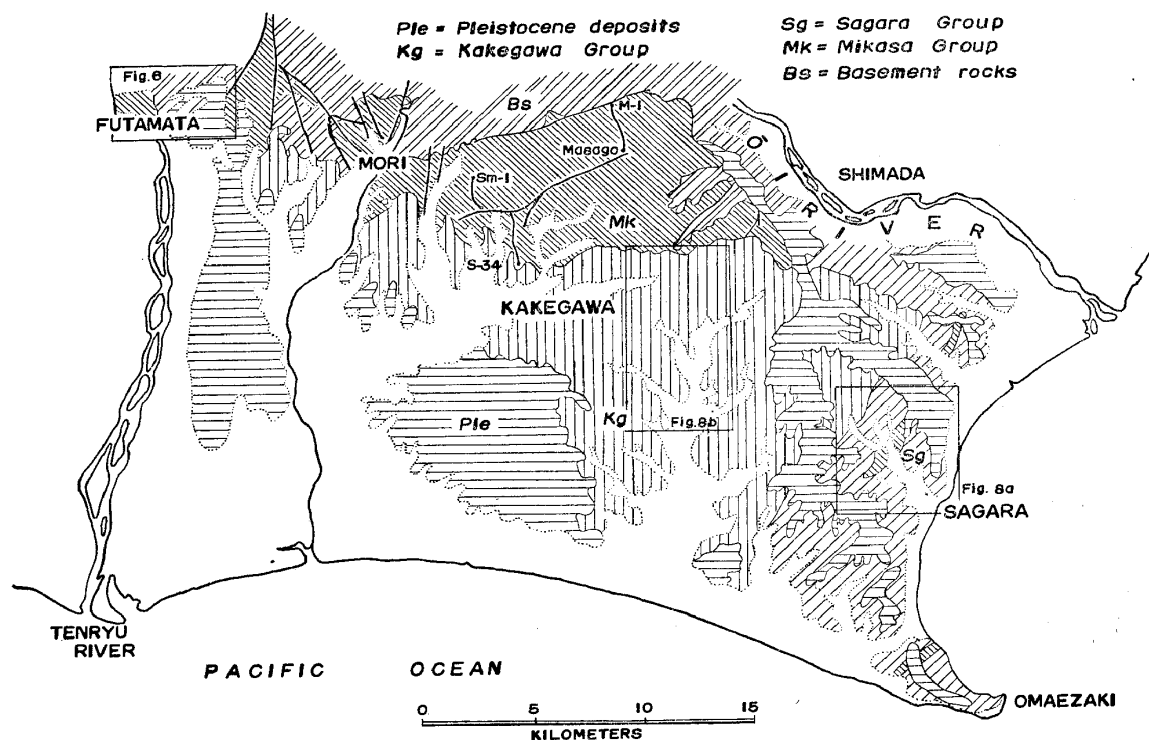 Ple = Pleistocene deposits
Kg = Kakegawa Group
Sg = Sagara Group
Mk = Mikasa Group
Bs = Basement rocks
Fig. 6
FUTAMATA
Bs
M-1
MORI
Masago
Sm-1
Mk
ŌI RIVER
SHIMADA
S-34
KAKEGAWA
Ple
Kg
Fig. 8b
Sg
Fig. 8a
SAGARA
TENRYU
RIVER
PACIFIC OCEAN
OMAEZAKI
0 5 10 15
KILOMETERS